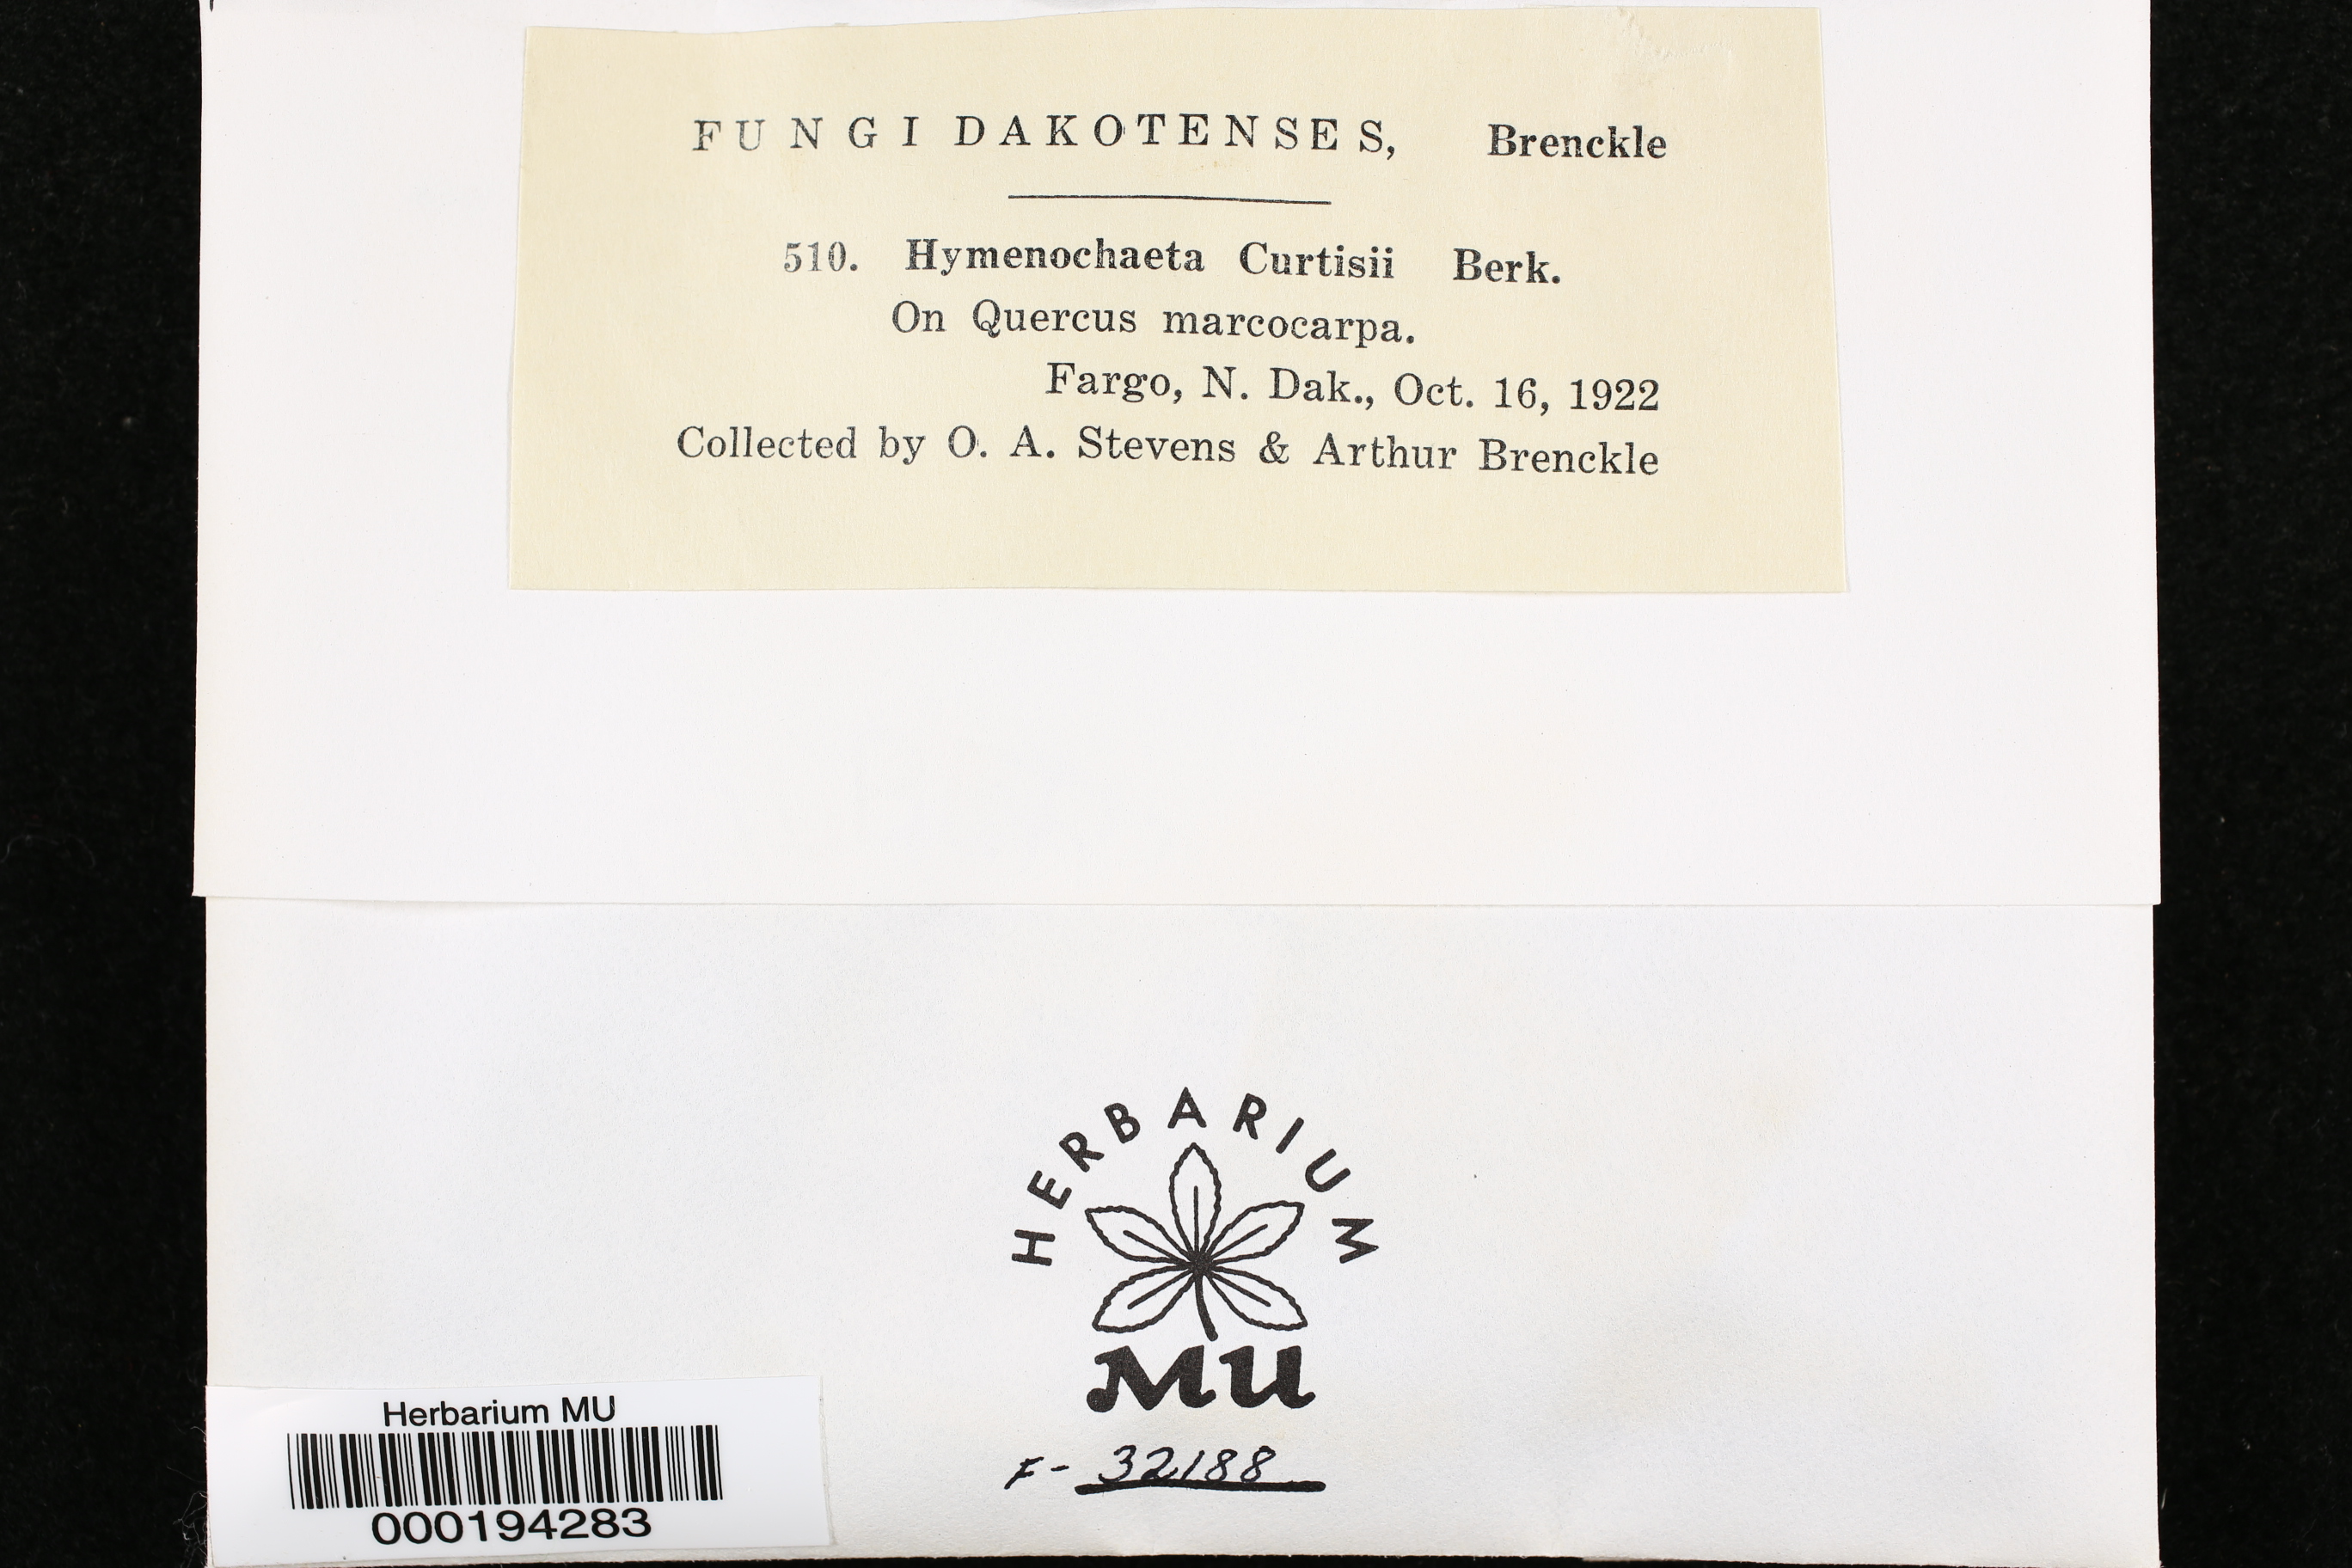 FUNGI DAKOTENSES, Brenckle
510. Hymenochaeta Curtisii Berk.
On Quercus marcocarpa.
Fargo, N. Dak., Oct. 16, 1922
Collected by O. A. Stevens & Arthur Brenckle
HERBARIUM
MU
F- 32188
Herbarium MU
000194283